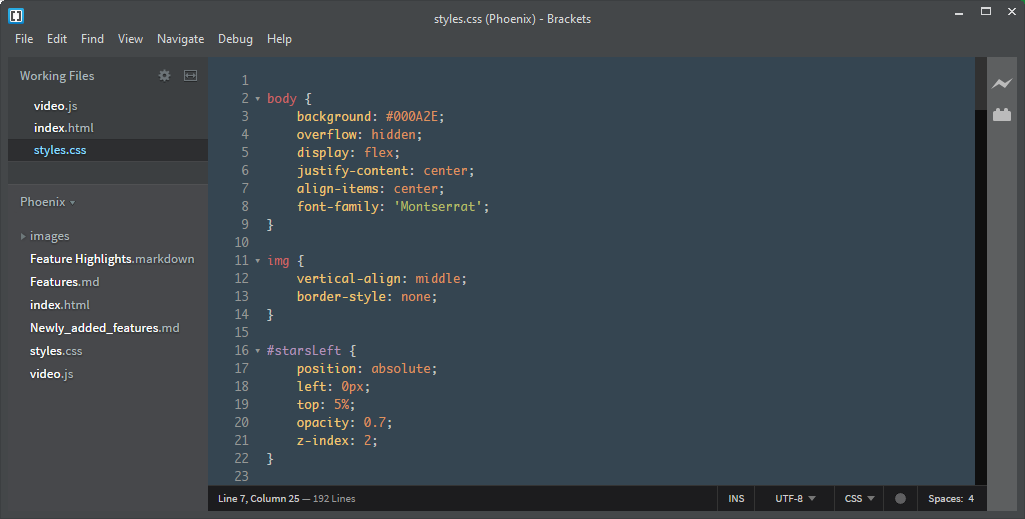 styles.css (Phoenix) - Brackets
File Edit Find View Navigate Debug Help
Working Files
video.js
index.html
styles.css
Phoenix
images
Feature Highlights.markdown
Features.md
index.html
Newly_added_features.md
styles.css
video.js
1
2 body {
3     background: #000A2E;
4     overflow: hidden;
5     display: flex;
6     justify-content: center;
7     align-items: center;
8     font-family: 'Montserrat';
9 }
10
11 img {
12     vertical-align: middle;
13     border-style: none;
14 }
15
16 #starsLeft {
17     position: absolute;
18     left: 0px;
19     top: 5%;
20     opacity: 0.7;
21     z-index: 2;
22 }
23
Line 7, Column 25 — 192 Lines INS UTF-8 CSS Spaces: 4